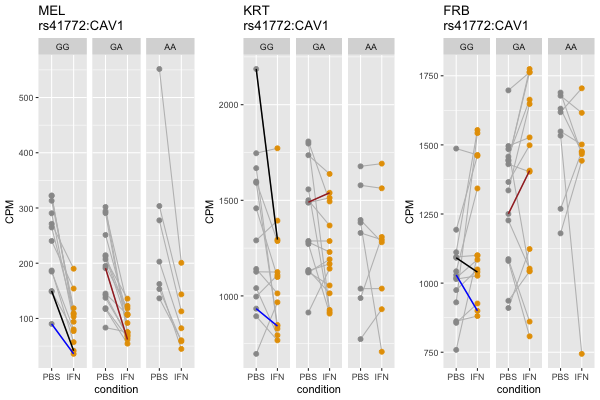 MEL
rs41772:CAV1
GG GA AA
CPM
500
400
300
200
100
PBS IFN PBS IFN PBS IFN
condition
KRT
rs41772:CAV1
GG GA AA
CPM
2000
1500
1000
PBS IFN PBS IFN PBS IFN
condition
FRB
rs41772:CAV1
GG GA AA
CPM
1750
1500
1250
1000
750
PBS IFN PBS IFN PBS IFN
condition